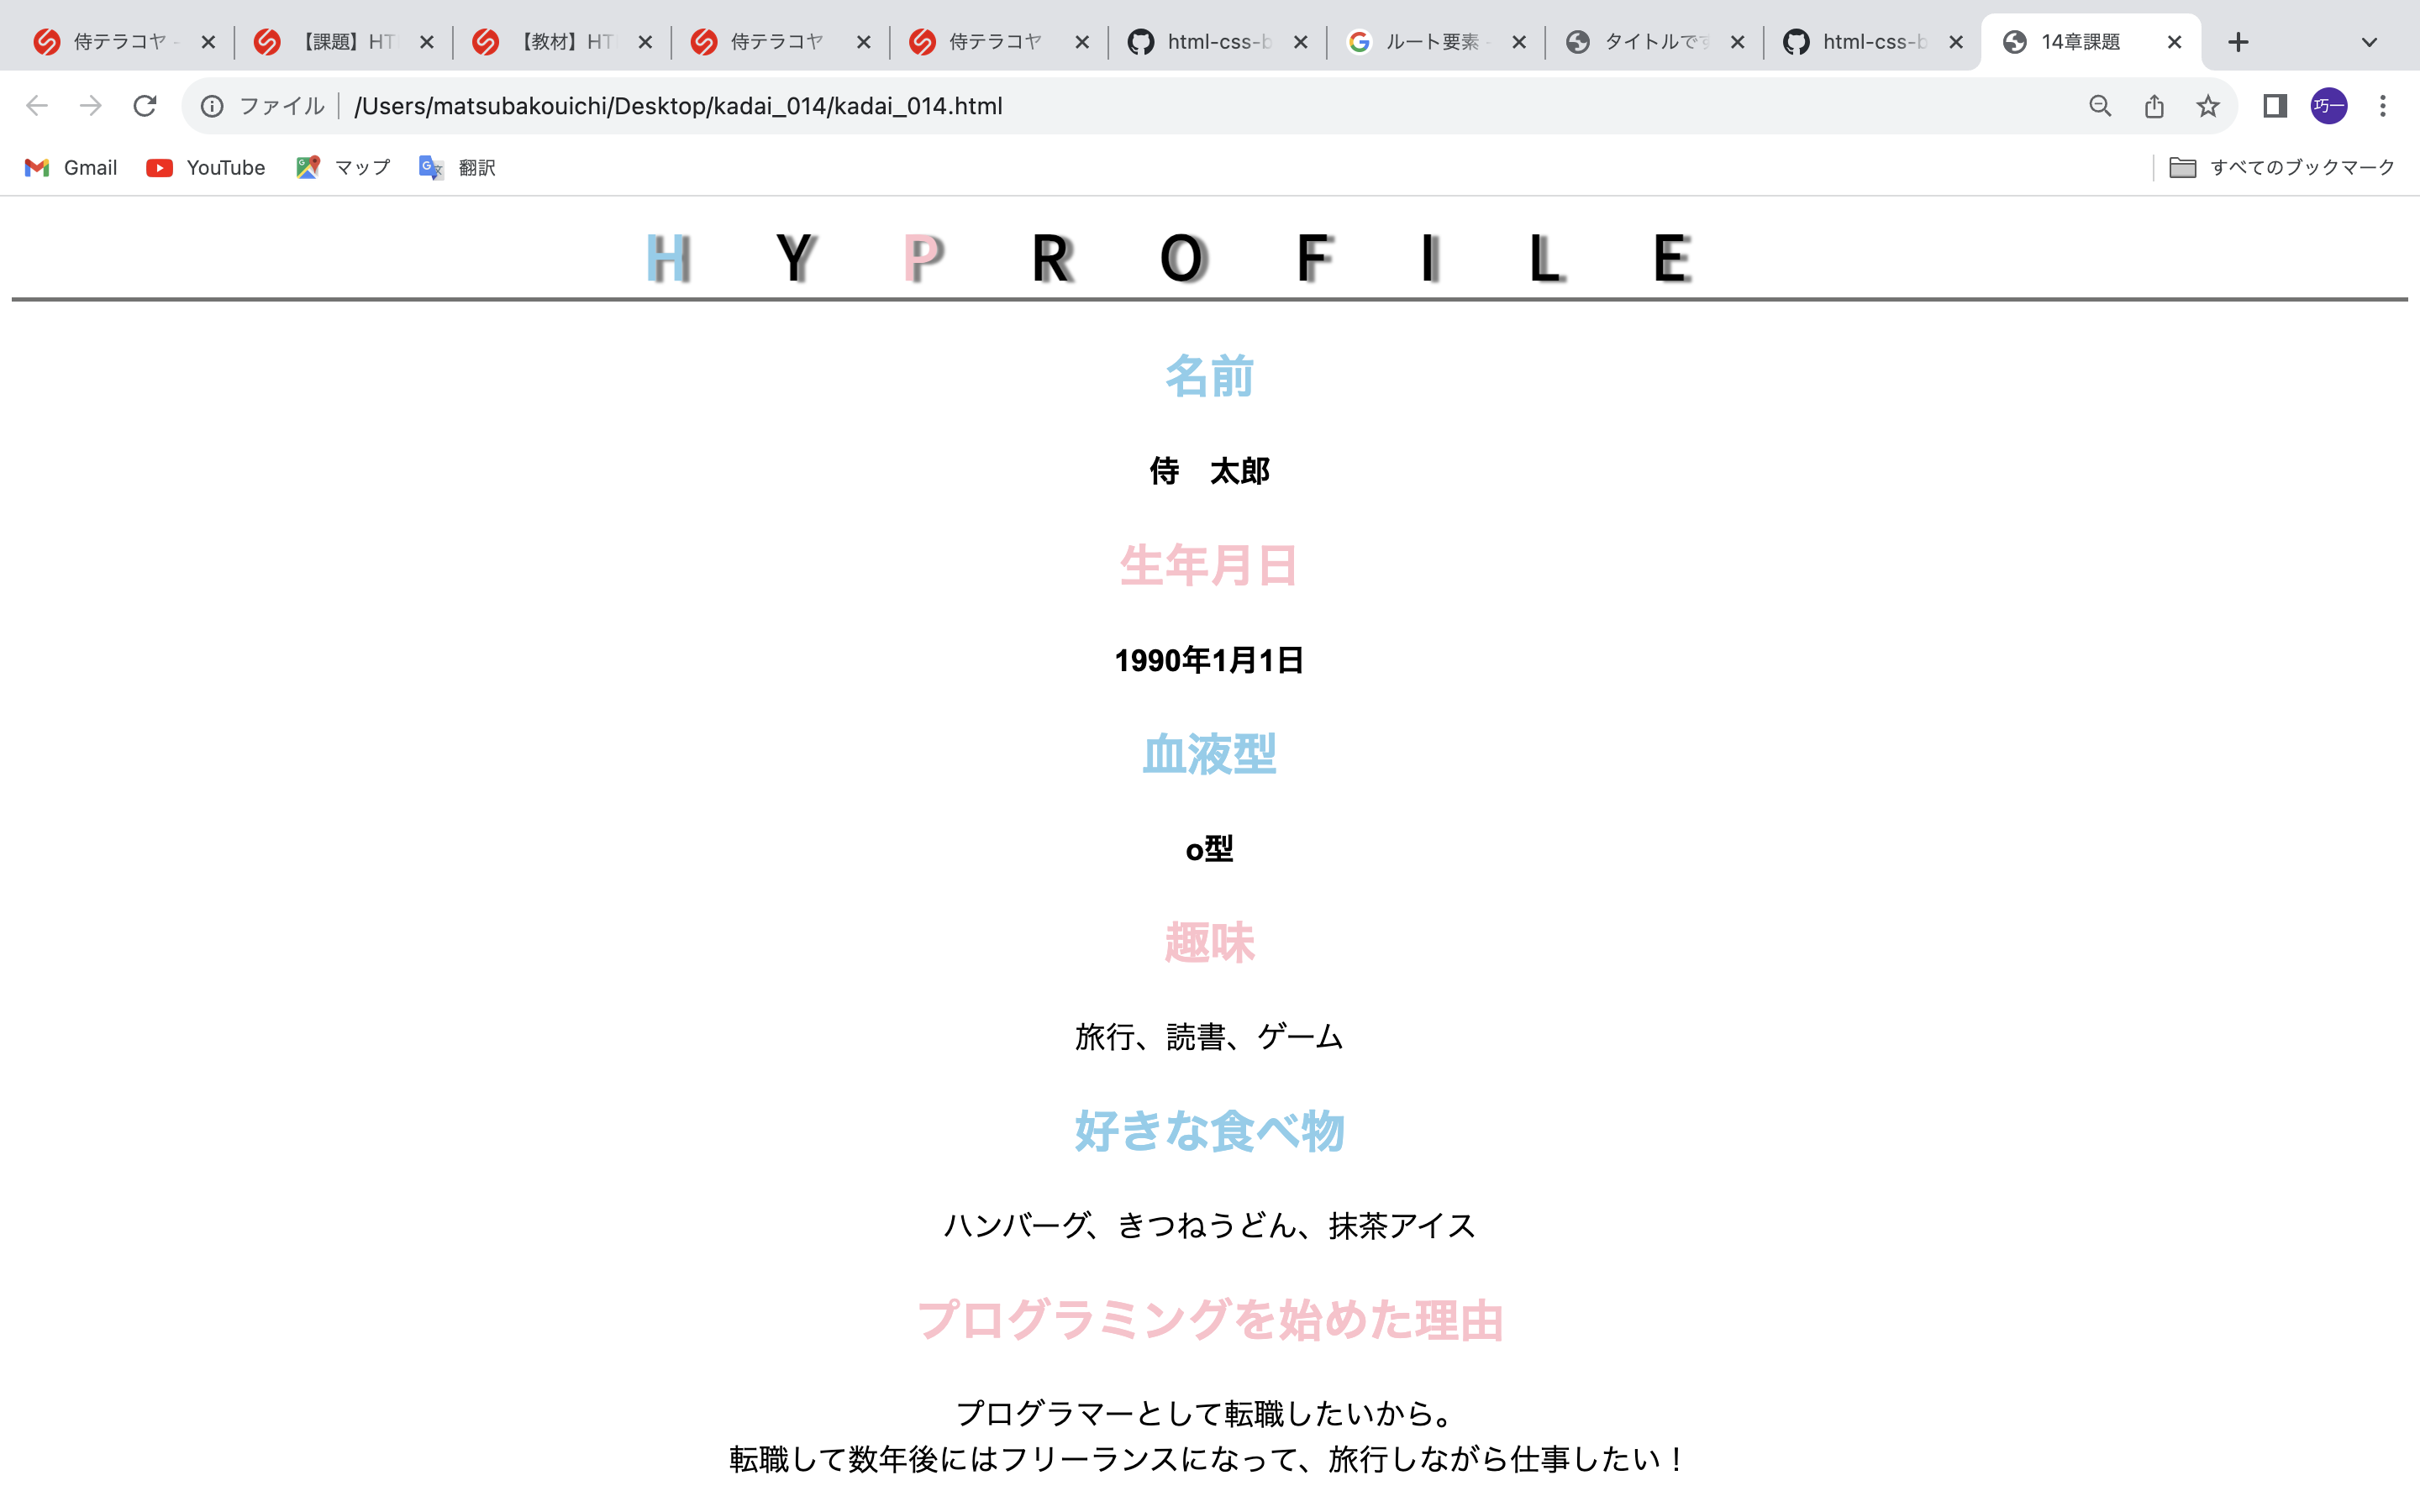 侍テラコヤ - 【課題】HT 【教材】HT 侍テラコヤ 侍テラコヤ html-css-b ルート要素 - タイトルです html-css-b 14章課題
ファイル /Users/matsubakouichi/Desktop/kadai_014/kadai_014.html 巧一
Gmail YouTube マップ 翻訳 すべてのブックマーク
H Y P R O F I L E
名前
侍　太郎
生年月日
1990年1月1日
血液型
o型
趣味
旅行、読書、ゲーム
好きな食べ物
ハンバーグ、きつねうどん、抹茶アイス
プログラミングを始めた理由
プログラマーとして転職したいから。
転職して数年後にはフリーランスになって、旅行しながら仕事したい！